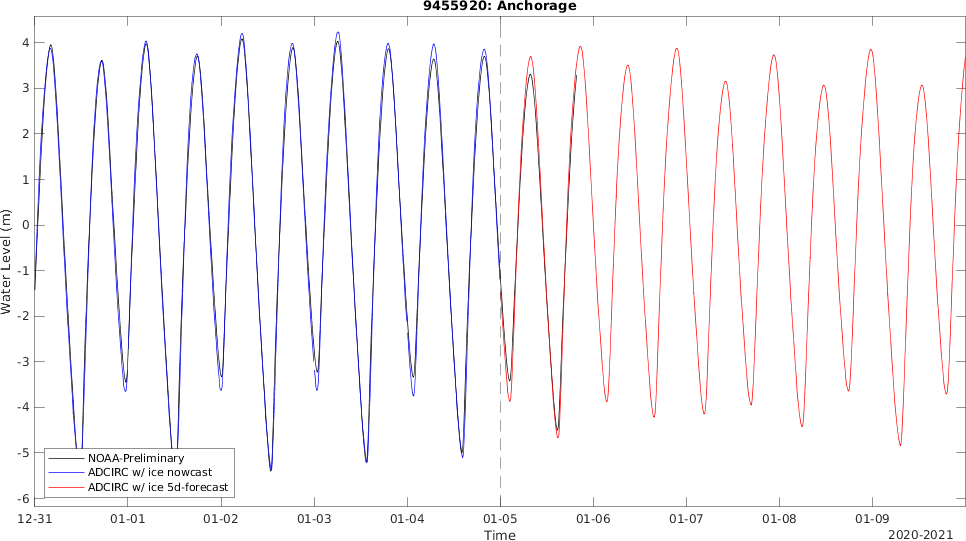 9455920: Anchorage
4
3
2
1
0
-1
-2
-3
-4
-5
-6
Water Level (m)
NOAA-Preliminary
ADCIRC w/ ice nowcast
ADCIRC w/ ice 5d-forecast
12-31 01-01 01-02 01-03 01-04 01-05 01-06 01-07 01-08 01-09
Time
2020-2021